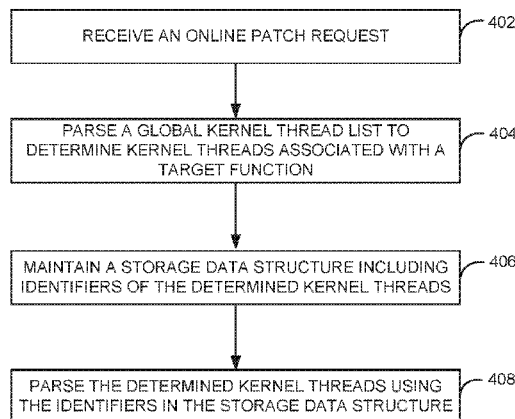 RECEIVE AN ONLINE PATCH REQUEST
402
PARSE A GLOBAL KERNEL THREAD LIST TO
DETERMINE KERNEL THREADS ASSOCIATED WITH A
TARGET FUNCTION
404
MAINTAIN A STORAGE DATA STRUCTURE INCLUDING
IDENTIFIERS OF THE DETERMINED KERNEL THREADS.
406
PARSE THE DETERMINED KERNEL THREADS USING
THE IDENTIFIERS IN THE STORAGE DATA STRUCTURE
408